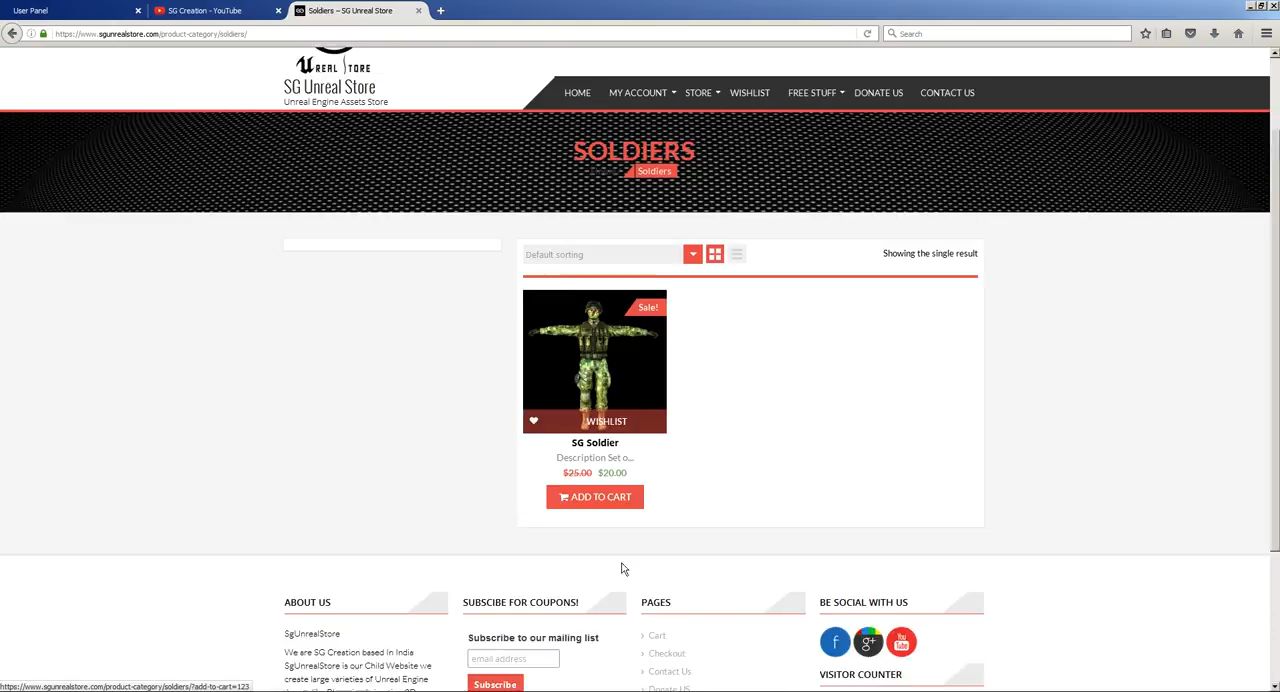 User Panel
SG Creation - YouTube
Soldiers – SG Unreal Store
https://www.sgunrealstore.com/product-category/soldiers/
Search
UREAL STORE
SG Unreal Store
Unreal Engine Assets Store
HOME
MY ACCOUNT
STORE
WISHLIST
FREE STUFF
DONATE US
CONTACT US
SOLDIERS
Soldiers
Default sorting
Showing the single result
Sale!
WISHLIST
SG Soldier
Description Set o...
$25.00 $20.00
ADD TO CART
ABOUT US
SUBSCIBE FOR COUPONS!
PAGES
BE SOCIAL WITH US
SgUnrealStore
We are SG Creation based In India
SgUnrealStore is our Child Website we
create large varieties of Unreal Engine
Subscribe to our mailing list
email address
Subscribe
Cart
Checkout
Contact Us
Donate US
f
g+
You Tube
VISITOR COUNTER
https://www.sgunrealstore.com/product-category/soldiers/?add-to-cart=123